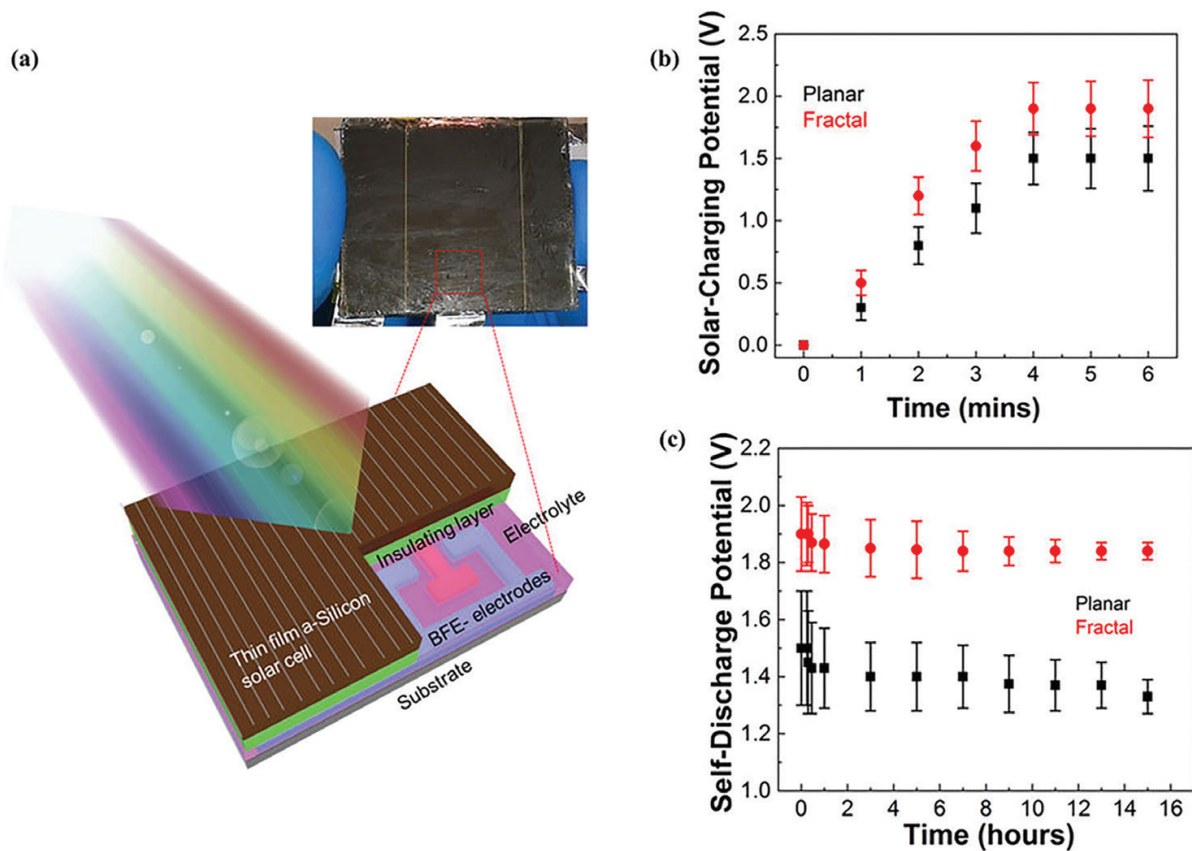 (a)
Thin film a-Silicon
solar cell
Insulating layer
Electrolyte
BFE- electrodes
Substrate
(b)
Solar-Charging Potential (V)
2.5
2.0
1.5
1.0
0.5
0.0
Planar
Fractal
0 1 2 3 4 5 6
Time (mins)
(c)
Self-Discharge Potential (V)
2.2
2.0
1.8
1.6
1.4
1.2
1.0
Planar
Fractal
0 2 4 6 8 10 12 14 16
Time (hours)